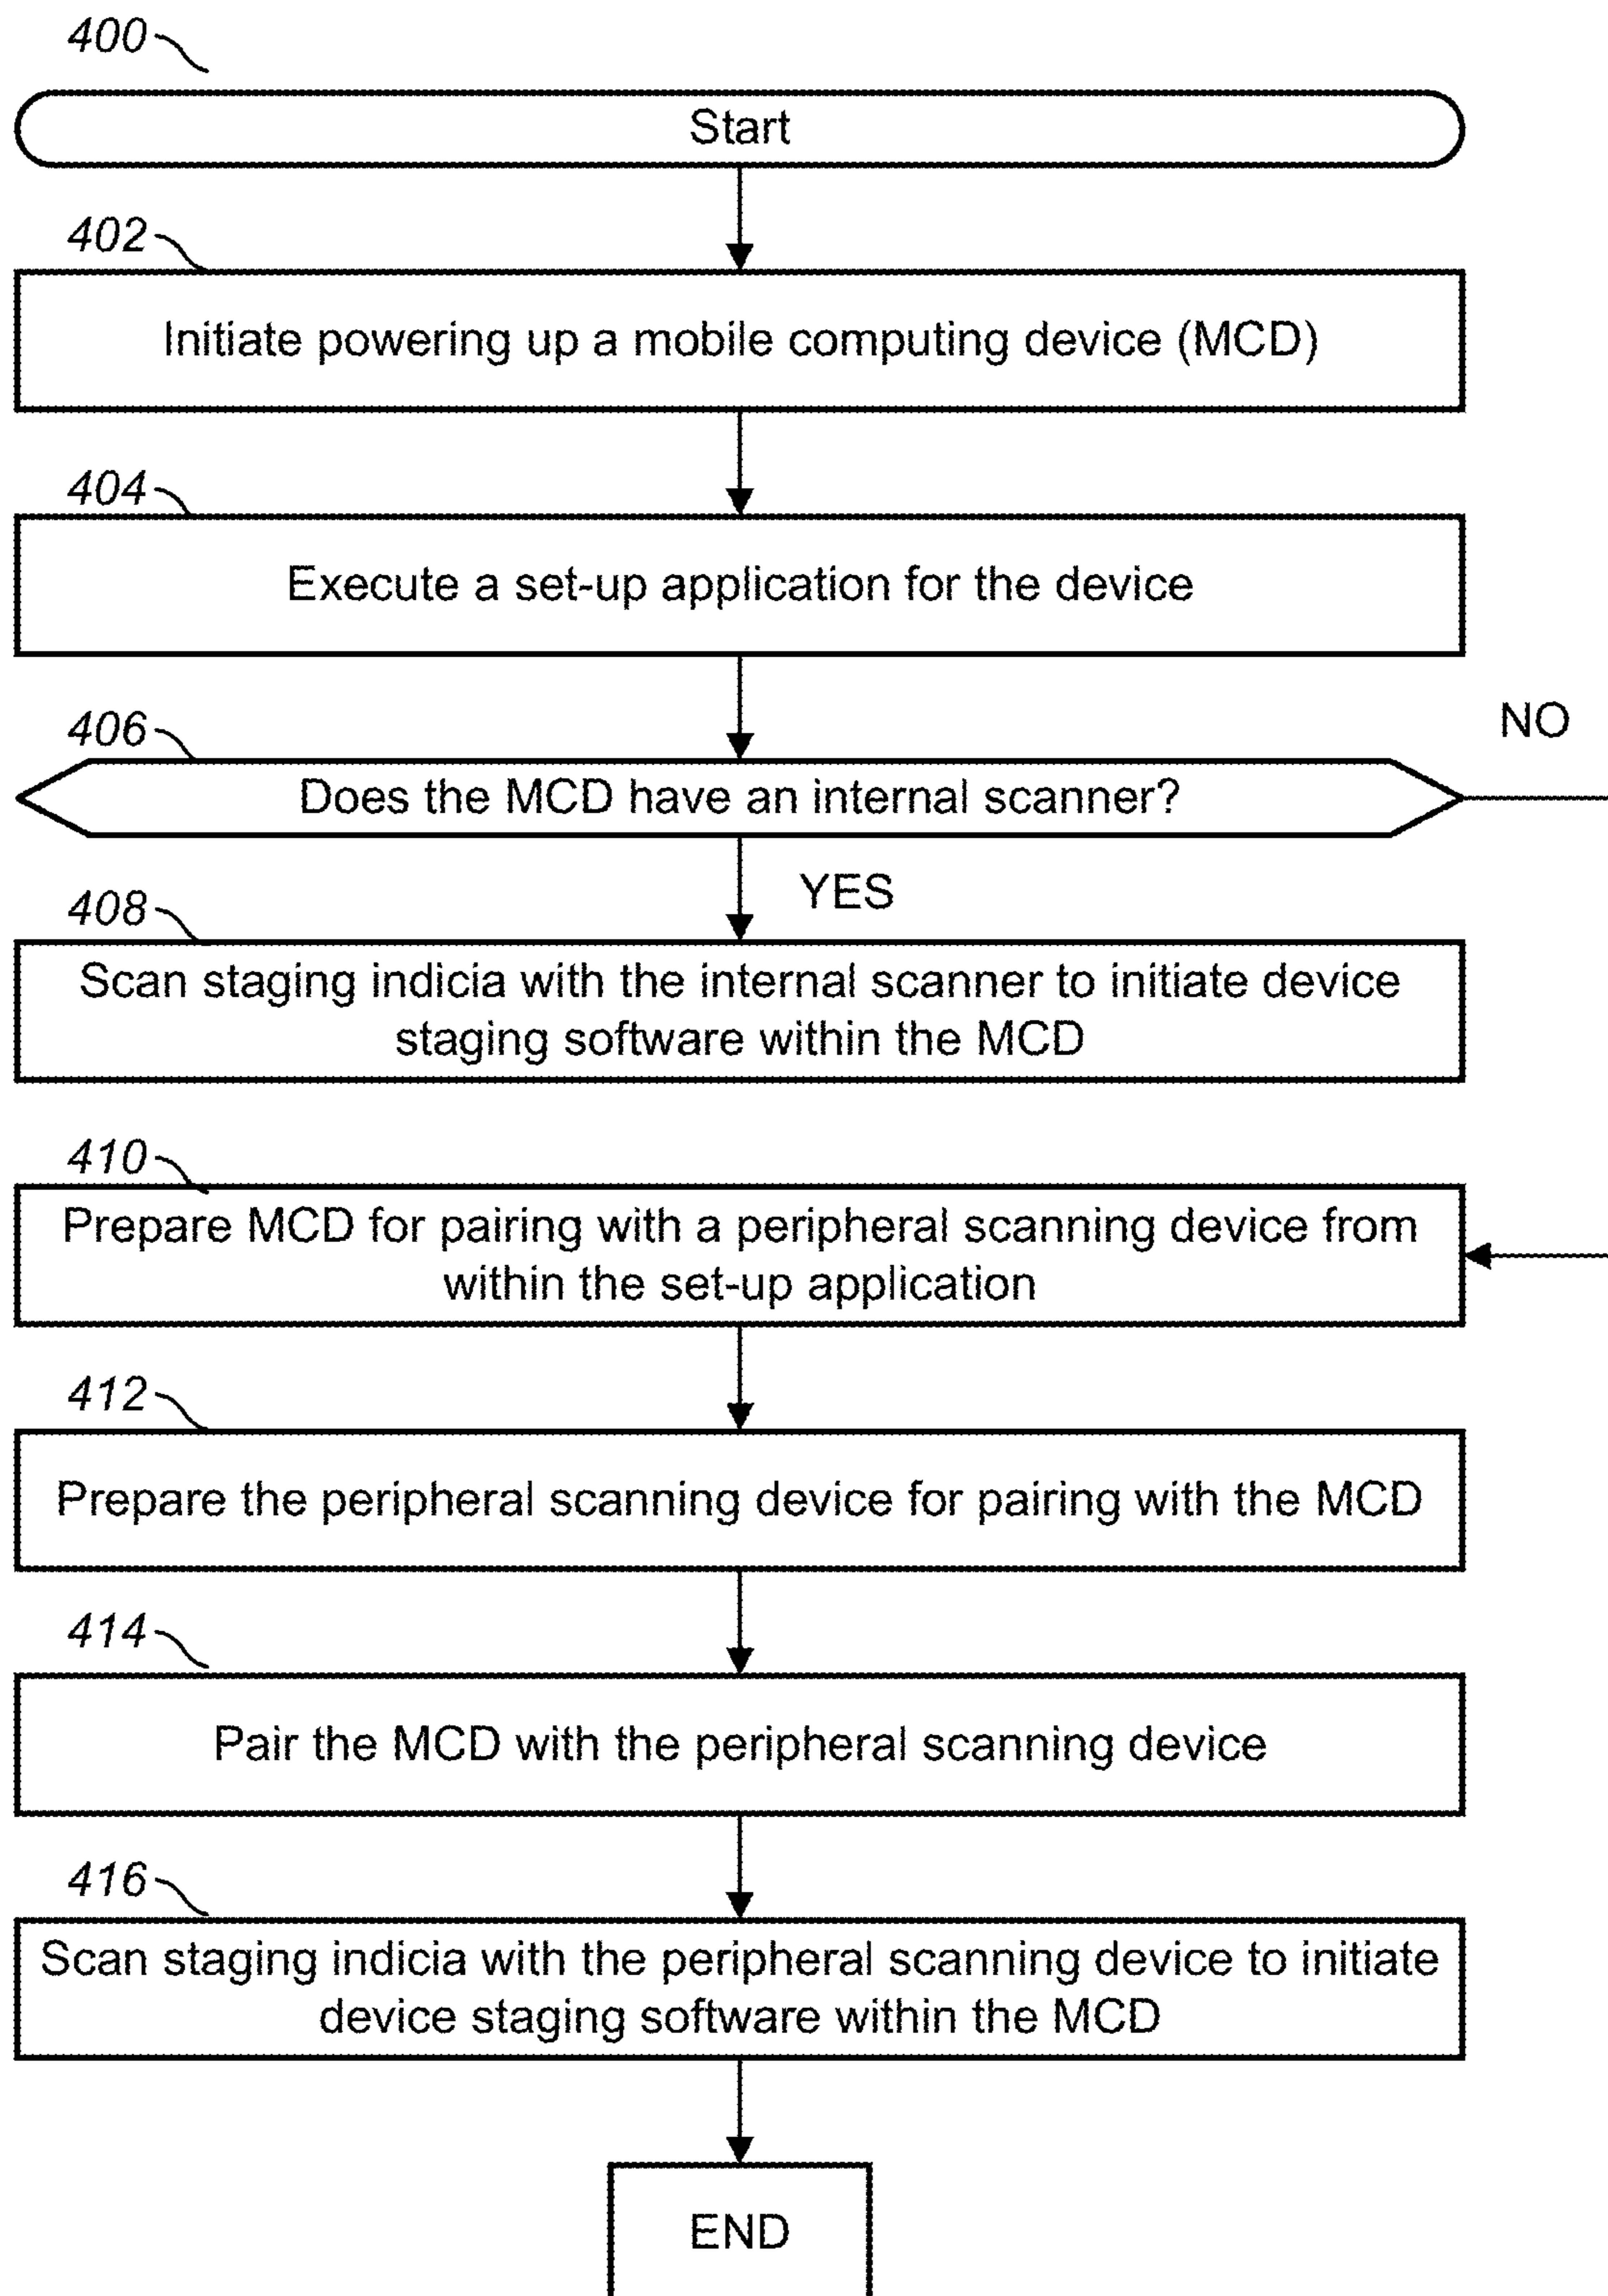 400
Start
402
Initiate powering up a mobile computing device (MCD)
404
Execute a set-up application for the device
406
NO
Does the MCD have an internal scanner?
YES
408
Scan staging indicia with the internal scanner to initiate device
staging software within the MCD
410
Prepare MCD for pairing with a peripheral scanning device from
within the set-up application
412
Prepare the peripheral scanning device for pairing with the MCD
414
Pair the MCD with the peripheral scanning device
416
Scan staging indicia with the peripheral scanning device to initiate
device staging software within the MCD
END